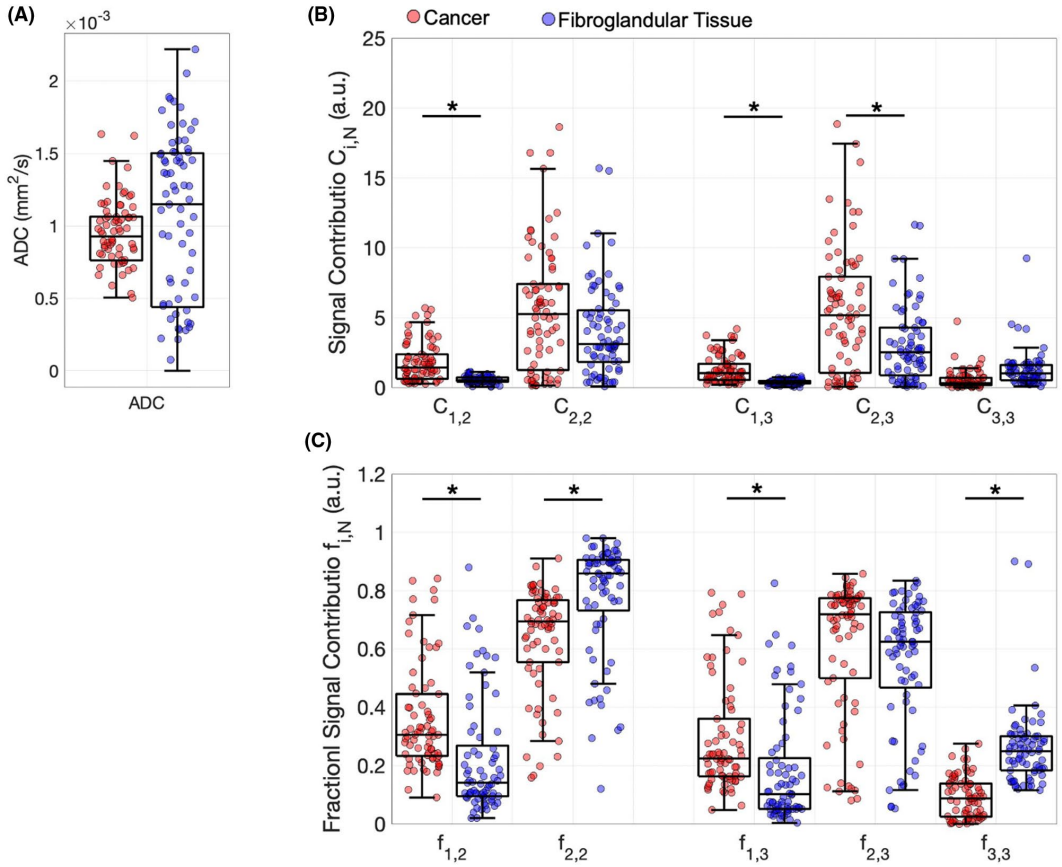 (A)
×10⁻³
2
1.5
1
0.5
0
ADC (mm²/s)
ADC
(B)
Cancer
Fibroglandular Tissue
25
20
15
10
5
0
Signal Contributio C_i,N (a.u.)
*
*
*
C_1,2
C_2,2
C_1,3
C_2,3
C_3,3
(C)
1.2
1
0.8
0.6
0.4
0.2
0
Fractionl Signal Contributio f_i,N (a.u.)
*
*
*
*
f_1,2
f_2,2
f_1,3
f_2,3
f_3,3